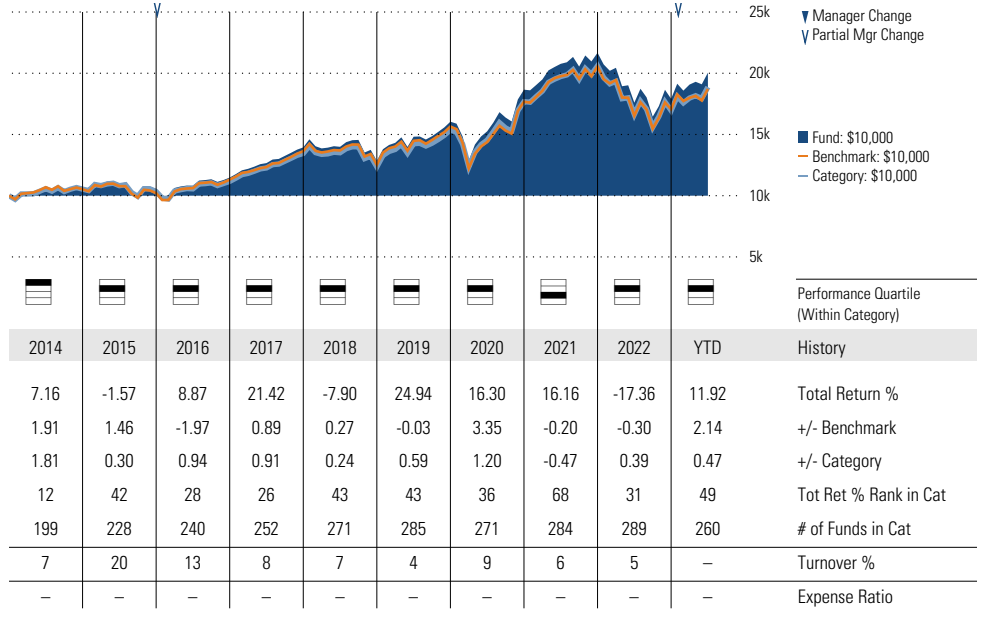 25k
Manager Change
Partial Mgr Change
20k
15k
Fund: $10,000
Benchmark: $10,000
Category: $10,000
10k
5k
Performance Quartile
(Within Category)
2014 2015 2016 2017 2018 2019 2020 2021 2022 YTD History
7.16 -1.57 8.87 21.42 -7.90 24.94 16.30 16.16 -17.36 11.92 Total Return %
1.91 1.46 -1.97 0.89 0.27 -0.03 3.35 -0.20 -0.30 2.14 +/- Benchmark
1.81 0.30 0.94 0.91 0.24 0.59 1.20 -0.47 0.39 0.47 +/- Category
12 42 28 26 43 43 36 68 31 49 Tot Ret % Rank in Cat
199 228 240 252 271 285 271 284 289 260 # of Funds in Cat
7 20 13 8 7 4 9 6 5 – Turnover %
– – – – – – – – – – Expense Ratio